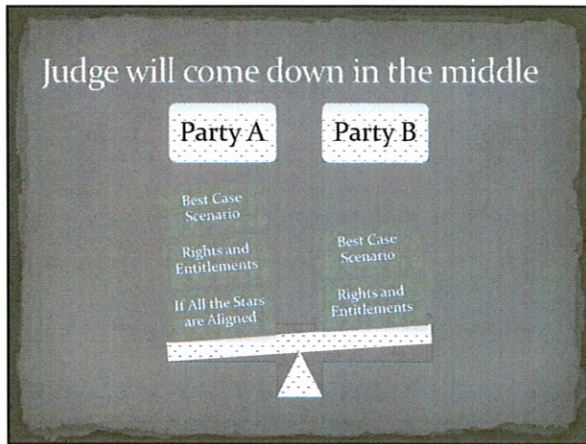 Judge will come down in the middle
Party A
Party B
Best Case
Scenario
Rights and
Entitlements
If All the Stars
are Aligned
Best Case
Scenario
Rights and
Entitlements